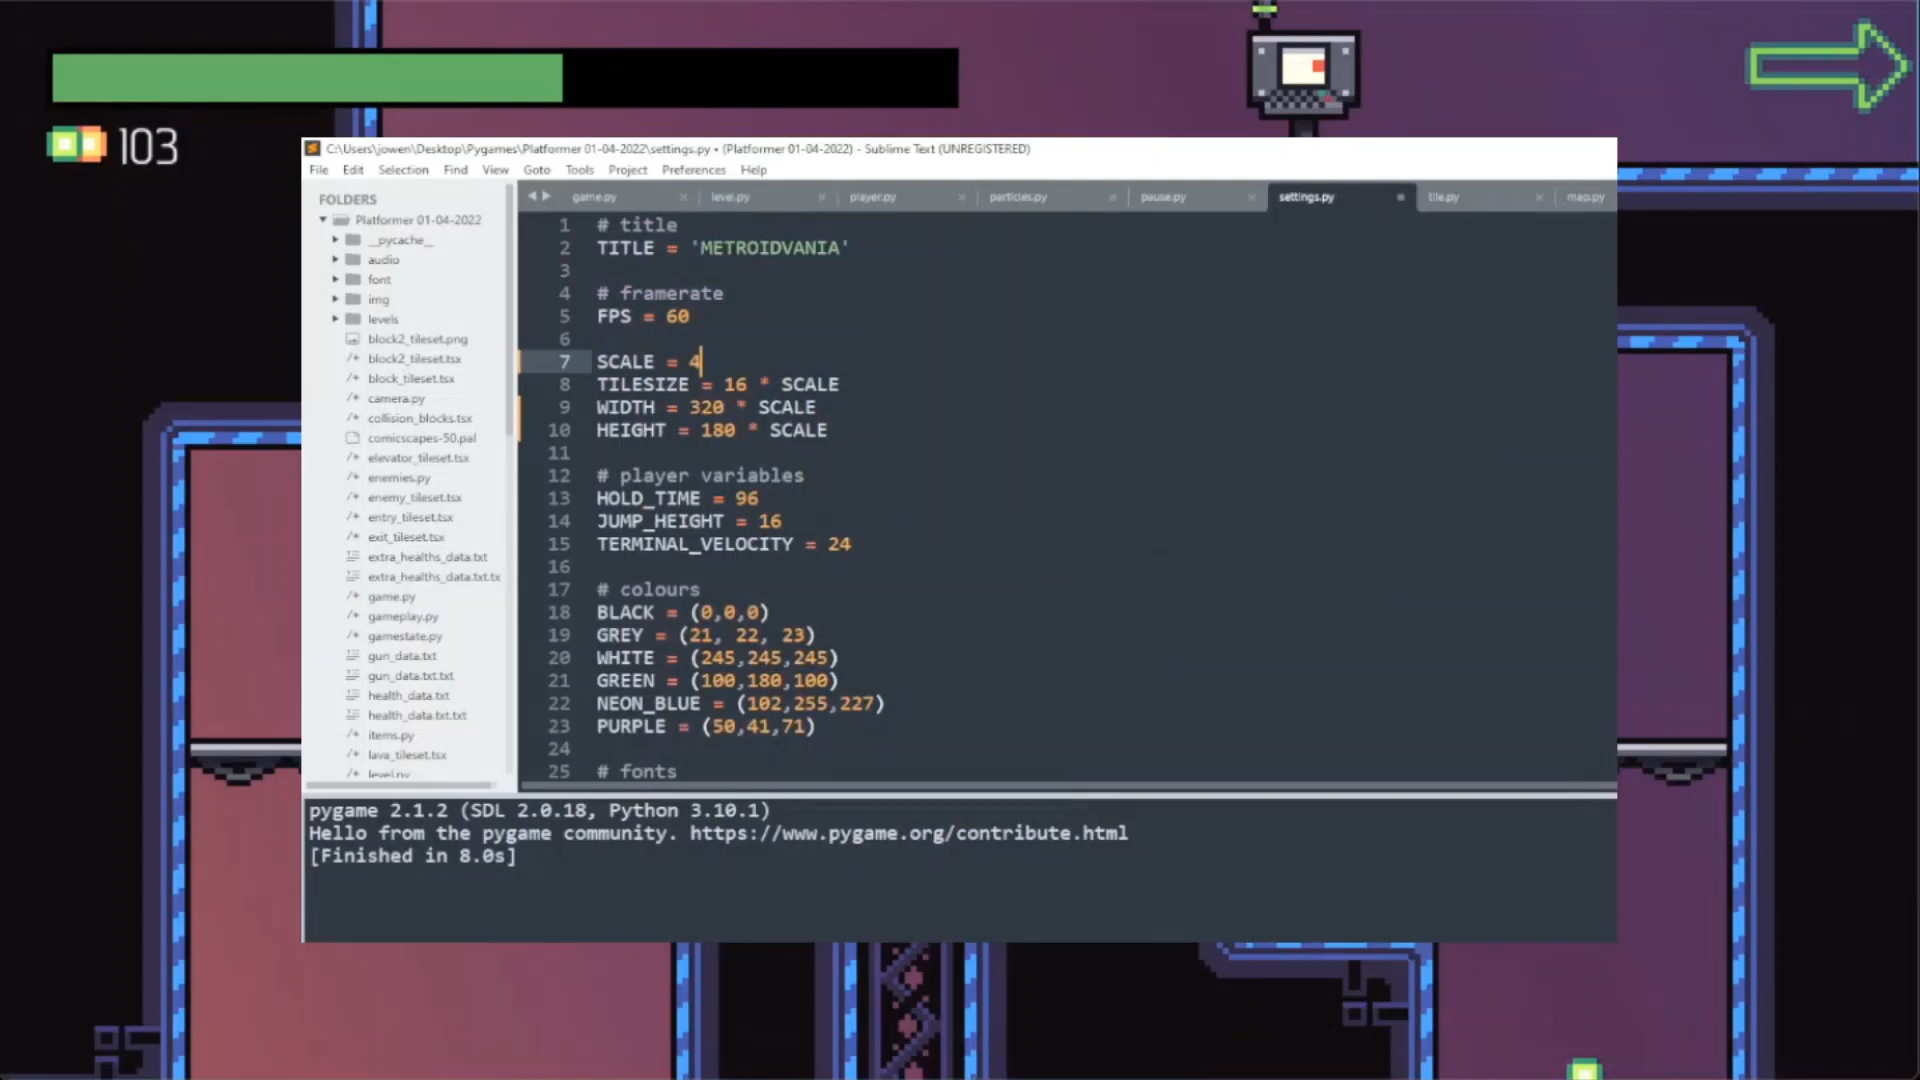 103
C:\Users\jowen\Desktop\Pygames\Platformer 01-04-2022\settings.py • (Platformer 01-04-2022) - Sublime Text (UNREGISTERED)
File Edit Selection Find View Goto Tools Project Preferences Help
FOLDERS
Platformer 01-04-2022
__pycache__
audio
font
img
levels
block2_tileset.png
block2_tileset.tsx
block_tileset.tsx
camera.py
collision_blocks.tsx
comicscapes-50.pal
elevator_tileset.tsx
enemies.py
enemy_tileset.tsx
entry_tileset.tsx
exit_tileset.tsx
extra_healths_data.txt
extra_healths_data.txt.tx
game.py
gameplay.py
gamestate.py
gun_data.txt
gun_data.txt.txt
health_data.txt
health_data.txt.txt
items.py
lava_tileset.tsx
level.py
game.py level.py player.py particles.py pause.py settings.py tile.py map.py
1 # title
2 TITLE = 'METROIDVANIA'
3
4 # framerate
5 FPS = 60
6
7 SCALE = 4
8 TILESIZE = 16 * SCALE
9 WIDTH = 320 * SCALE
10 HEIGHT = 180 * SCALE
11
12 # player variables
13 HOLD_TIME = 96
14 JUMP_HEIGHT = 16
15 TERMINAL_VELOCITY = 24
16
17 # colours
18 BLACK = (0,0,0)
19 GREY = (21, 22, 23)
20 WHITE = (245,245,245)
21 GREEN = (100,180,100)
22 NEON_BLUE = (102,255,227)
23 PURPLE = (50,41,71)
24
25 # fonts
pygame 2.1.2 (SDL 2.0.18, Python 3.10.1)
Hello from the pygame community. https://www.pygame.org/contribute.html
[Finished in 8.0s]